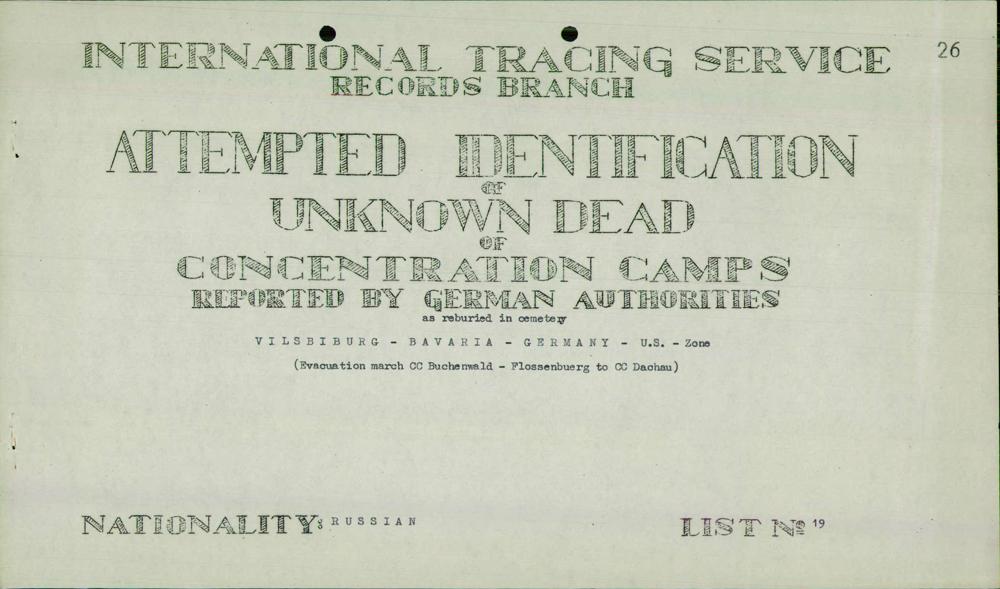 INTERNATIONAL TRACING SERVICE
26
RECORDS BRANCH
ATTEMPTED IDENTIFICATION
OF
UNKNOWN DEAD
OF
CONCENTRATION CAMPS
REPORTED BY GERMAN AUTHORITIES
as reburied in cemetery
VILSBIBURG - BAVARIA - GERMANY - U.S. - Zone
(Evacuation march CC Buchenwald - Flossenbuerg to CC Dachau)
NATIONALITY: RUSSIAN
LIST Nº 19